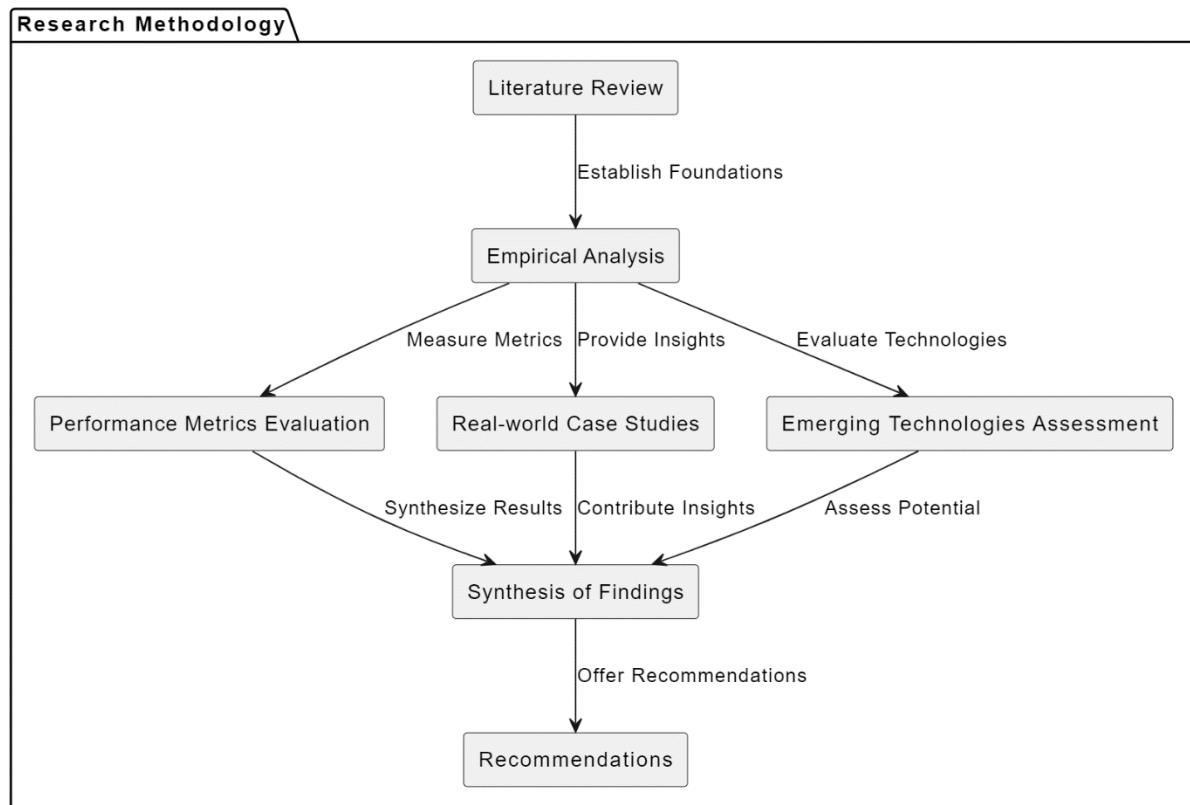 Research Methodology
Literature Review
Establish Foundations
Empirical Analysis
Measure Metrics
Provide Insights
Evaluate Technologies
Performance Metrics Evaluation
Real-world Case Studies
Emerging Technologies Assessment
Synthesize Results
Contribute Insights
Assess Potential
Synthesis of Findings
Offer Recommendations
Recommendations